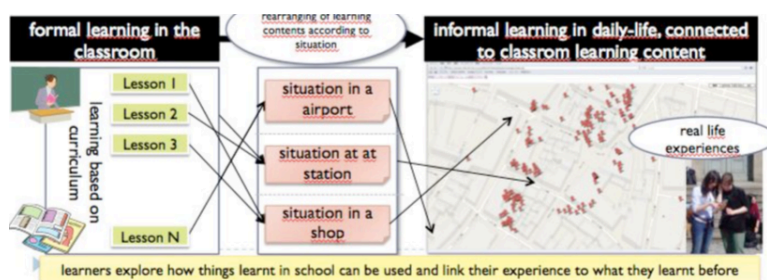 formal learning in the
classroom
rearranging of learning
contents according to
situation
informal learning in daily-life, connected
to classrom learning content
learning based on
curriculum
Lesson 1
Lesson 2
Lesson 3
Lesson N
situation in a
airport
situation at at
station
situation in a
shop
real life
experiences
learners explore how things learnt in school can be used and link their experience to what they learnt before